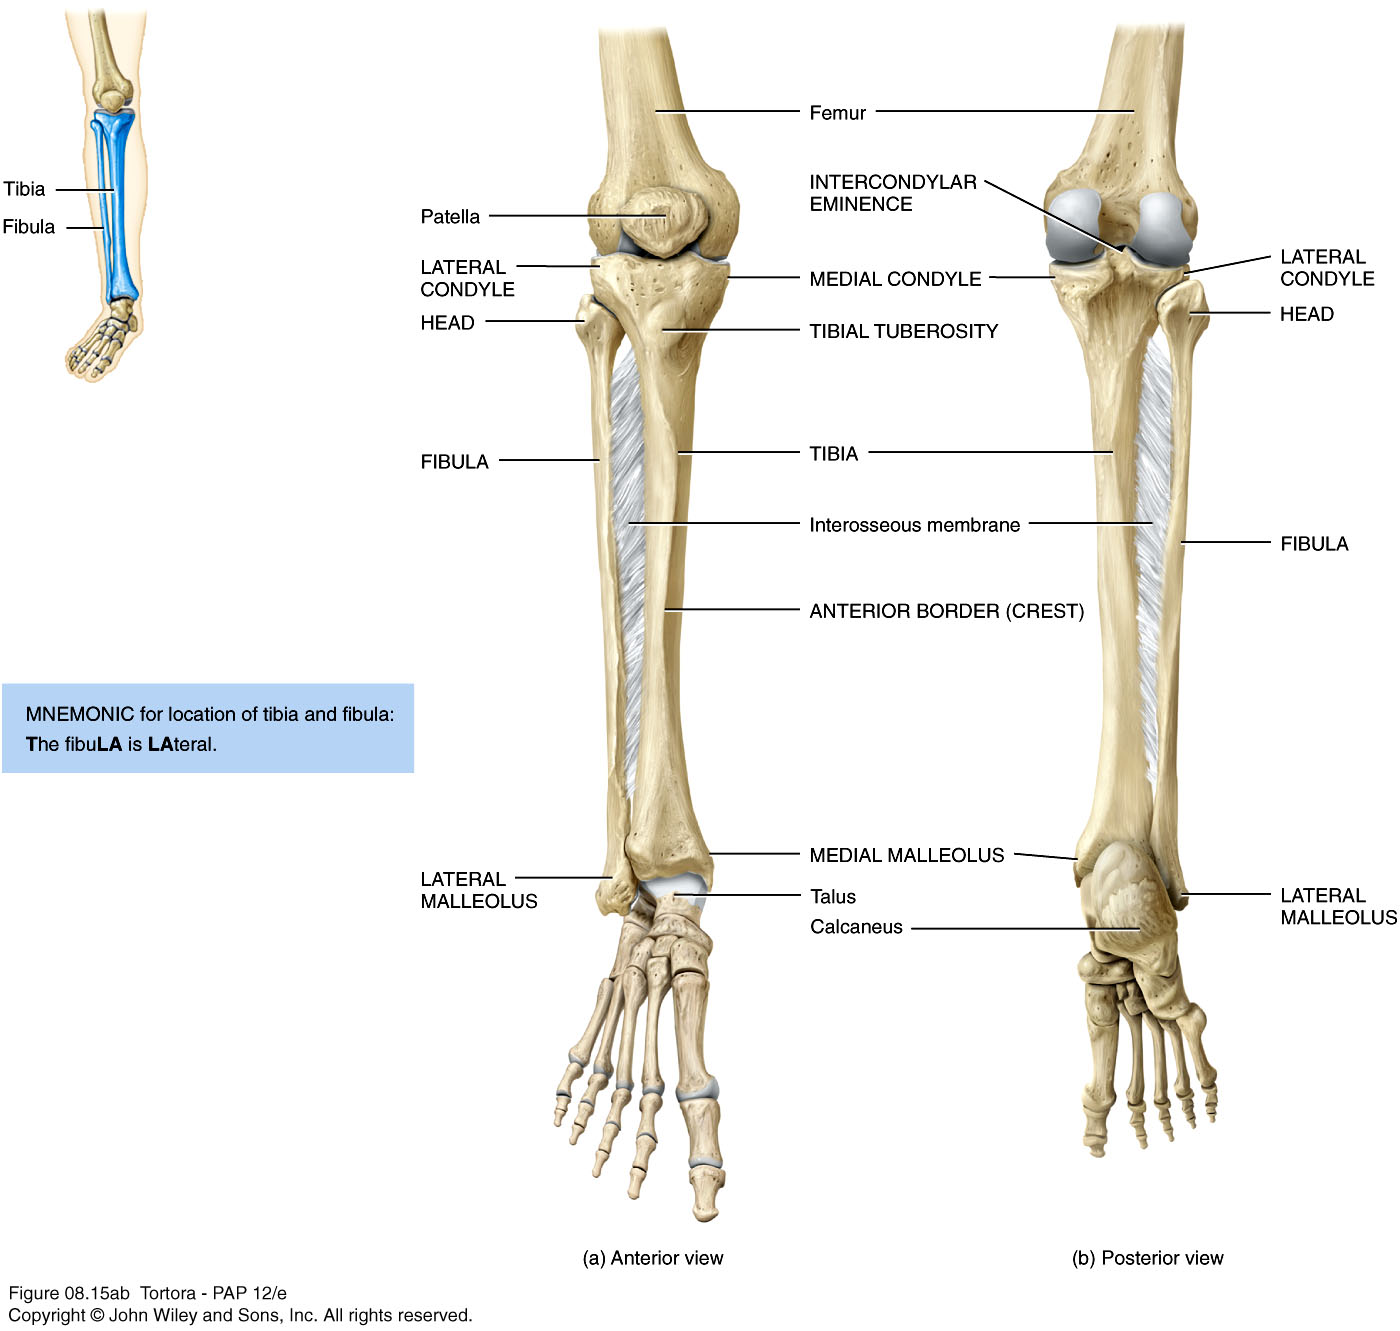 Tibia
Fibula
MNEMONIC for location of tibia and fibula:
The fibuLA is LAteral.
Patella
LATERAL
CONDYLE
HEAD
FIBULA
LATERAL
MALLEOLUS
Femur
INTERCONDYLAR
EMINENCE
MEDIAL CONDYLE
TIBIAL TUBEROSITY
TIBIA
Interosseous membrane
ANTERIOR BORDER (CREST)
MEDIAL MALLEOLUS
Talus
Calcaneus
LATERAL
CONDYLE
HEAD
FIBULA
LATERAL
MALLEOLUS
(a) Anterior view
(b) Posterior view
Figure 08.15ab Tortora - PAP 12/e
Copyright © John Wiley and Sons, Inc. All rights reserved.